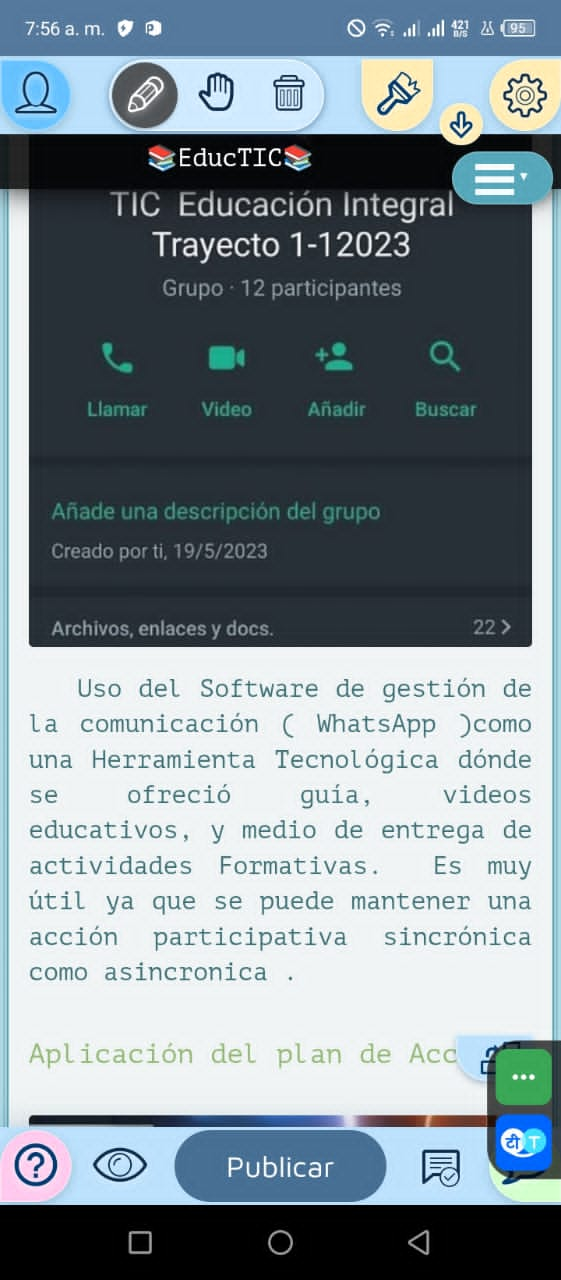 7:56 a. m.
421
B/S
95
📚EducTIC📚
TIC Educación Integral
Trayecto 1-12023
Grupo · 12 participantes
Llamar Video Añadir Buscar
Añade una descripción del grupo
Creado por ti, 19/5/2023
Archivos, enlaces y docs. 22 >
Uso del Software de gestión de
la comunicación ( WhatsApp )como
una Herramienta Tecnológica dónde
se ofreció guía, videos
educativos, y medio de entrega de
actividades Formativas. Es muy
útil ya que se puede mantener una
acción participativa sincrónica
como asincronica .
Aplicación del plan de Acc
?
Publicar
टी T